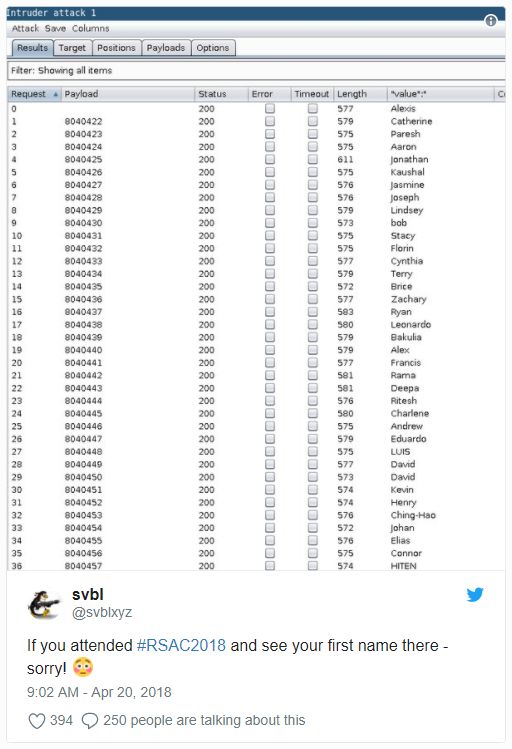 Intruder attack 1
Attack Save Columns
Results Target Positions Payloads Options
Filter: Showing all items
Request Payload Status Error Timeout Length "value":"
0 200 577 Alexis
1 8040422 200 579 Catherine
2 8040423 200 575 Paresh
3 8040424 200 575 Aaron
4 8040425 200 611 Jonathan
5 8040426 200 575 Kaushal
6 8040427 200 576 Jasmine
7 8040428 200 576 Joseph
8 8040429 200 579 Lindsey
9 8040430 200 573 bob
10 8040431 200 575 Stacy
11 8040432 200 575 Florin
12 8040433 200 577 Cynthia
13 8040434 200 579 Terry
14 8040435 200 572 Brice
15 8040436 200 577 Zachary
16 8040437 200 583 Ryan
17 8040438 200 580 Leonardo
18 8040439 200 579 Bakulia
19 8040440 200 579 Alex
20 8040441 200 577 Francis
21 8040442 200 581 Rama
22 8040443 200 581 Deepa
23 8040444 200 576 Ritesh
24 8040445 200 580 Charlene
25 8040446 200 575 Andrew
26 8040447 200 579 Eduardo
27 8040448 200 575 LUIS
28 8040449 200 577 David
29 8040450 200 573 David
30 8040451 200 574 Kevin
31 8040452 200 574 Henry
32 8040453 200 576 Ching-Hao
33 8040454 200 572 Johan
34 8040455 200 576 Elias
35 8040456 200 575 Connor
36 8040457 200 574 HITEN
svbl
@svblxyz
If you attended #RSAC2018 and see your first name there -
sorry! 😳
9:02 AM - Apr 20, 2018
394 250 people are talking about this